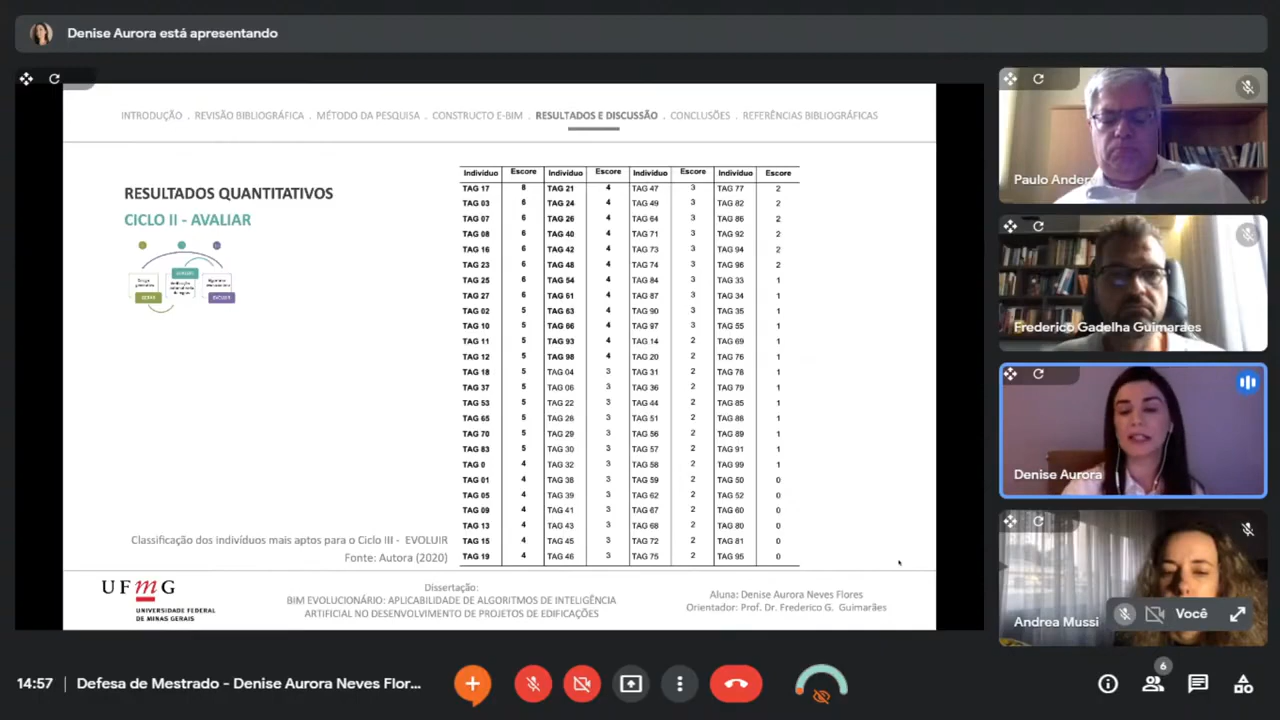 Denise Aurora está apresentando
INTRODUÇÃO . REVISÃO BIBLIOGRÁFICA . MÉTODO DA PESQUISA . CONSTRUCTO E-BIM . RESULTADOS E DISCUSSÃO . CONCLUSÕES . REFERÊNCIAS BIBLIOGRÁFICAS
RESULTADOS QUANTITATIVOS
CICLO II - AVALIAR
GERAR
EVOLUIR
Indivíduo Escore Indivíduo Escore Indivíduo Escore Indivíduo Escore
TAG 17 8 TAG 21 4 TAG 47 3 TAG 77 2
TAG 03 6 TAG 24 4 TAG 49 3 TAG 82 2
TAG 07 6 TAG 26 4 TAG 64 3 TAG 86 2
TAG 08 6 TAG 40 4 TAG 71 3 TAG 92 2
TAG 16 6 TAG 42 4 TAG 73 3 TAG 94 2
TAG 23 6 TAG 48 4 TAG 74 3 TAG 96 2
TAG 25 6 TAG 54 4 TAG 84 3 TAG 33 1
TAG 27 6 TAG 61 4 TAG 87 3 TAG 34 1
TAG 02 5 TAG 63 4 TAG 90 3 TAG 35 1
TAG 10 5 TAG 66 4 TAG 97 3 TAG 55 1
TAG 11 5 TAG 93 4 TAG 14 2 TAG 69 1
TAG 12 5 TAG 98 4 TAG 20 2 TAG 76 1
TAG 18 5 TAG 04 3 TAG 31 2 TAG 78 1
TAG 37 5 TAG 06 3 TAG 36 2 TAG 79 1
TAG 53 5 TAG 22 3 TAG 44 2 TAG 85 1
TAG 65 5 TAG 28 3 TAG 51 2 TAG 88 1
TAG 70 5 TAG 29 3 TAG 56 2 TAG 89 1
TAG 83 5 TAG 30 3 TAG 57 2 TAG 91 1
TAG 0 4 TAG 32 3 TAG 58 2 TAG 99 1
TAG 01 4 TAG 38 3 TAG 59 2 TAG 50 0
TAG 05 4 TAG 39 3 TAG 62 2 TAG 52 0
TAG 09 4 TAG 41 3 TAG 67 2 TAG 60 0
TAG 13 4 TAG 43 3 TAG 68 2 TAG 80 0
TAG 15 4 TAG 45 3 TAG 72 2 TAG 81 0
TAG 19 4 TAG 46 3 TAG 75 2 TAG 95 0
Classificação dos indivíduos mais aptos para o Ciclo III - EVOLUIR
Fonte: Autora (2020)
UFmG
UNIVERSIDADE FEDERAL
DE MINAS GERAIS
Dissertação:
BIM EVOLUCIONÁRIO: APLICABILIDADE DE ALGORITMOS DE INTELIGÊNCIA
ARTIFICIAL NO DESENVOLVIMENTO DE PROJETOS DE EDIFICAÇÕES
Aluna: Denise Aurora Neves Flores
Orientador: Prof. Dr. Frederico G. Guimarães
Paulo Andery
Frederico Gadelha Guimaraes
Denise Aurora
Andrea Mussi
Você
14:57 | Defesa de Mestrado - Denise Aurora Neves Flor...
6